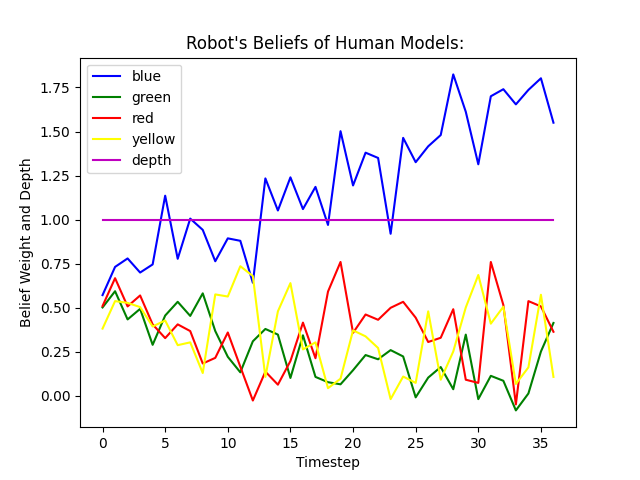 Robot's Beliefs of Human Models:
blue
green
red
yellow
depth
Belief Weight and Depth
1.75
1.50
1.25
1.00
0.75
0.50
0.25
0.00
0 5 10 15 20 25 30 35
Timestep